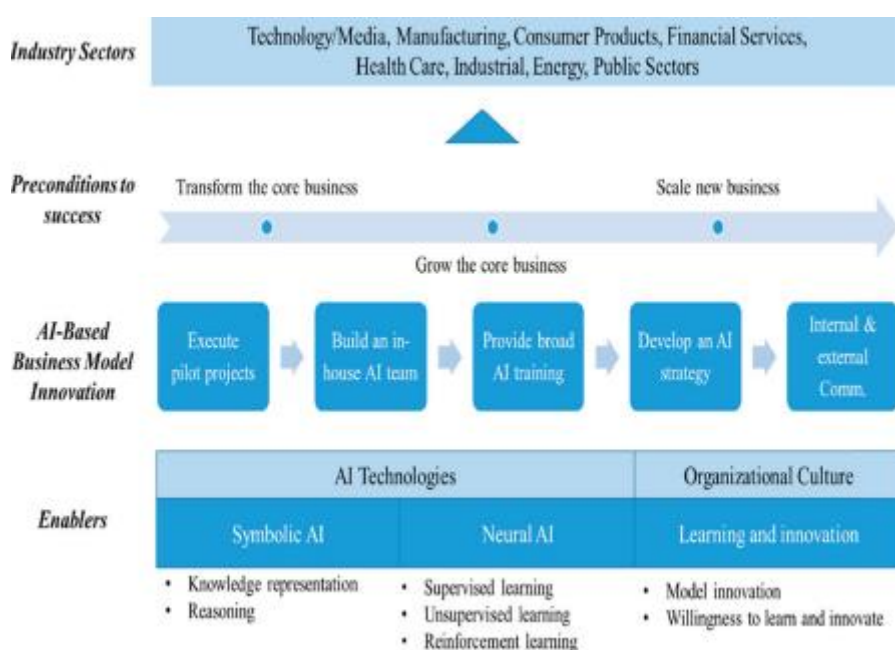 Industry Sectors
Technology/Media, Manufacturing, Consumer Products, Financial Services,
Health Care, Industrial, Energy, Public Sectors
Preconditions to
success
Transform the core business
Scale new business
Grow the core business
AI-Based
Business Model
Innovation
Execute
pilot projects
Build an in-
house AI team
Provide broad
AI training
Develop an AI
strategy
Internal &
external
Comm.
Enablers
AI Technologies
Organizational Culture
Symbolic AI
Neural AI
Learning and innovation
• Knowledge representation
• Reasoning
• Supervised learning
• Unsupervised learning
• Reinforcement learning
• Model innovation
• Willingness to learn and innovate